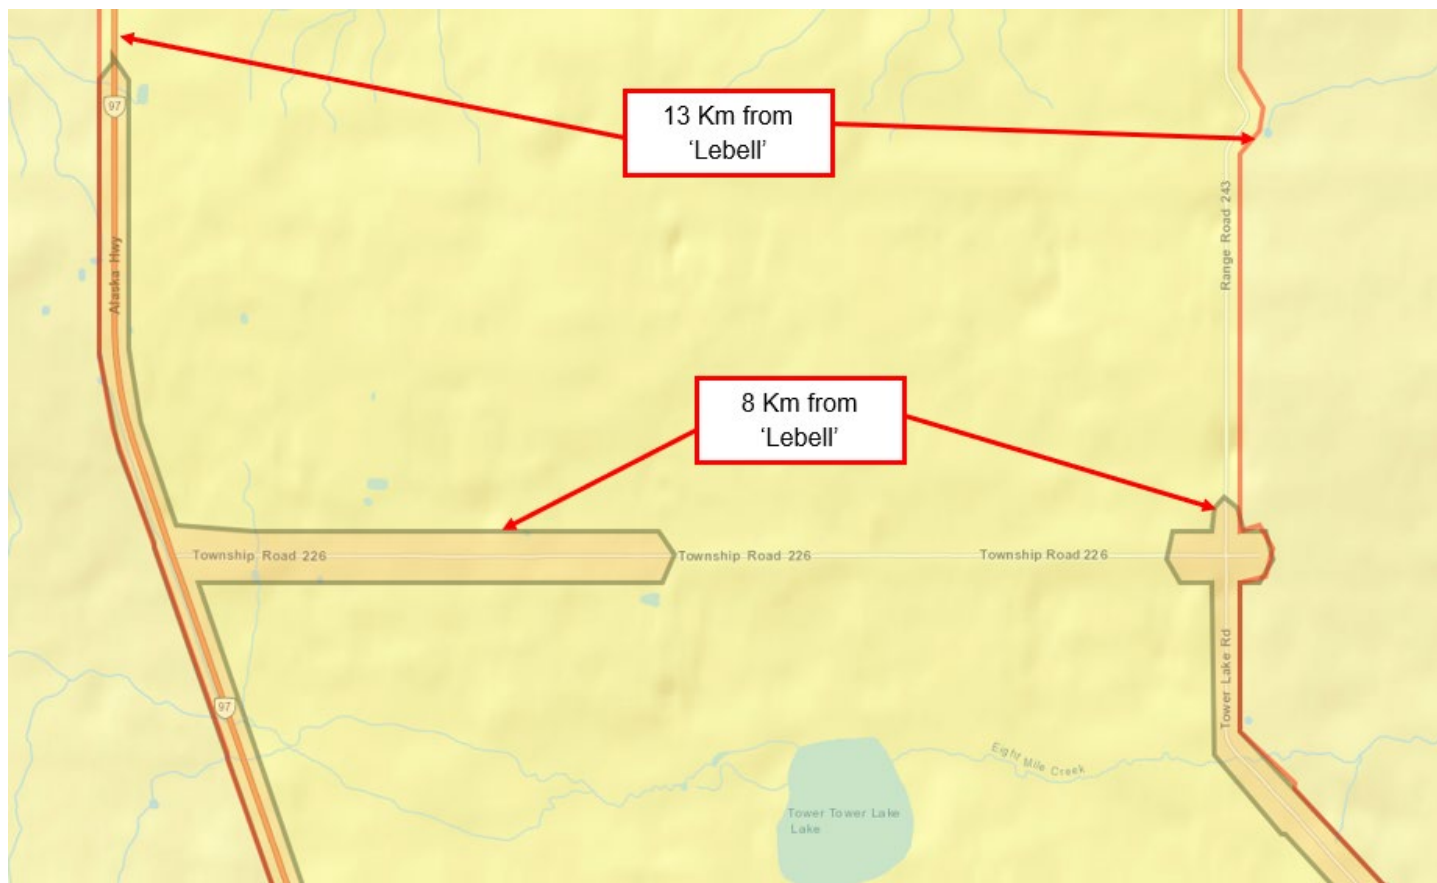 97
13 Km from
‘Lebell’
Range Road 243
Alaska Hwy
8 Km from
‘Lebell’
Township Road 226
Township Road 226
Township Road 226
Tower Lake Rd
97
Eight Mile Creek
Tower Tower Lake
Lake